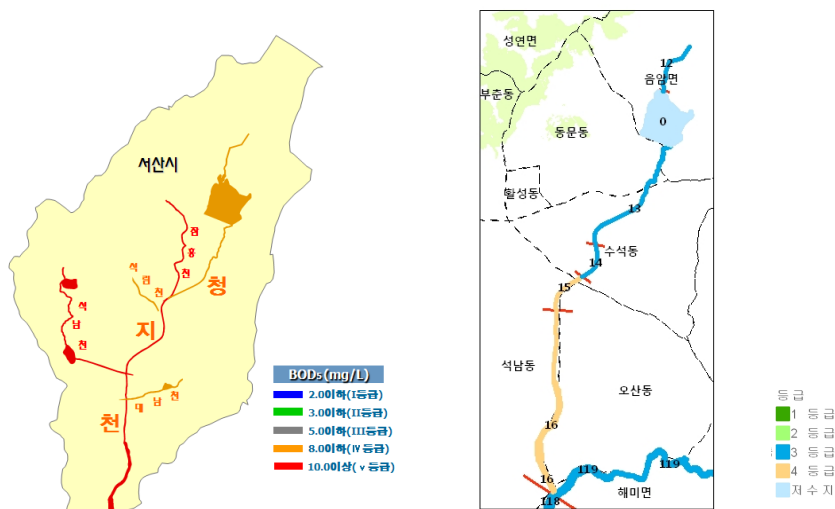 서산시
잠홍천
석림천
청
지
천
석남천
대남천
BOD₅(mg/L)
2.0이하(I등급)
3.00이하(II등급)
5.0이하(III등급)
8.0이하(IV등급)
10.0이상(v등급)
성연면
부춘동
동문동
활성동
음암면
12
0
13
수석동
14
15
석남동
오산동
16
16
118
119
119
해미면
등급
1 등급
2 등급
3 등급
4 등급
저수지